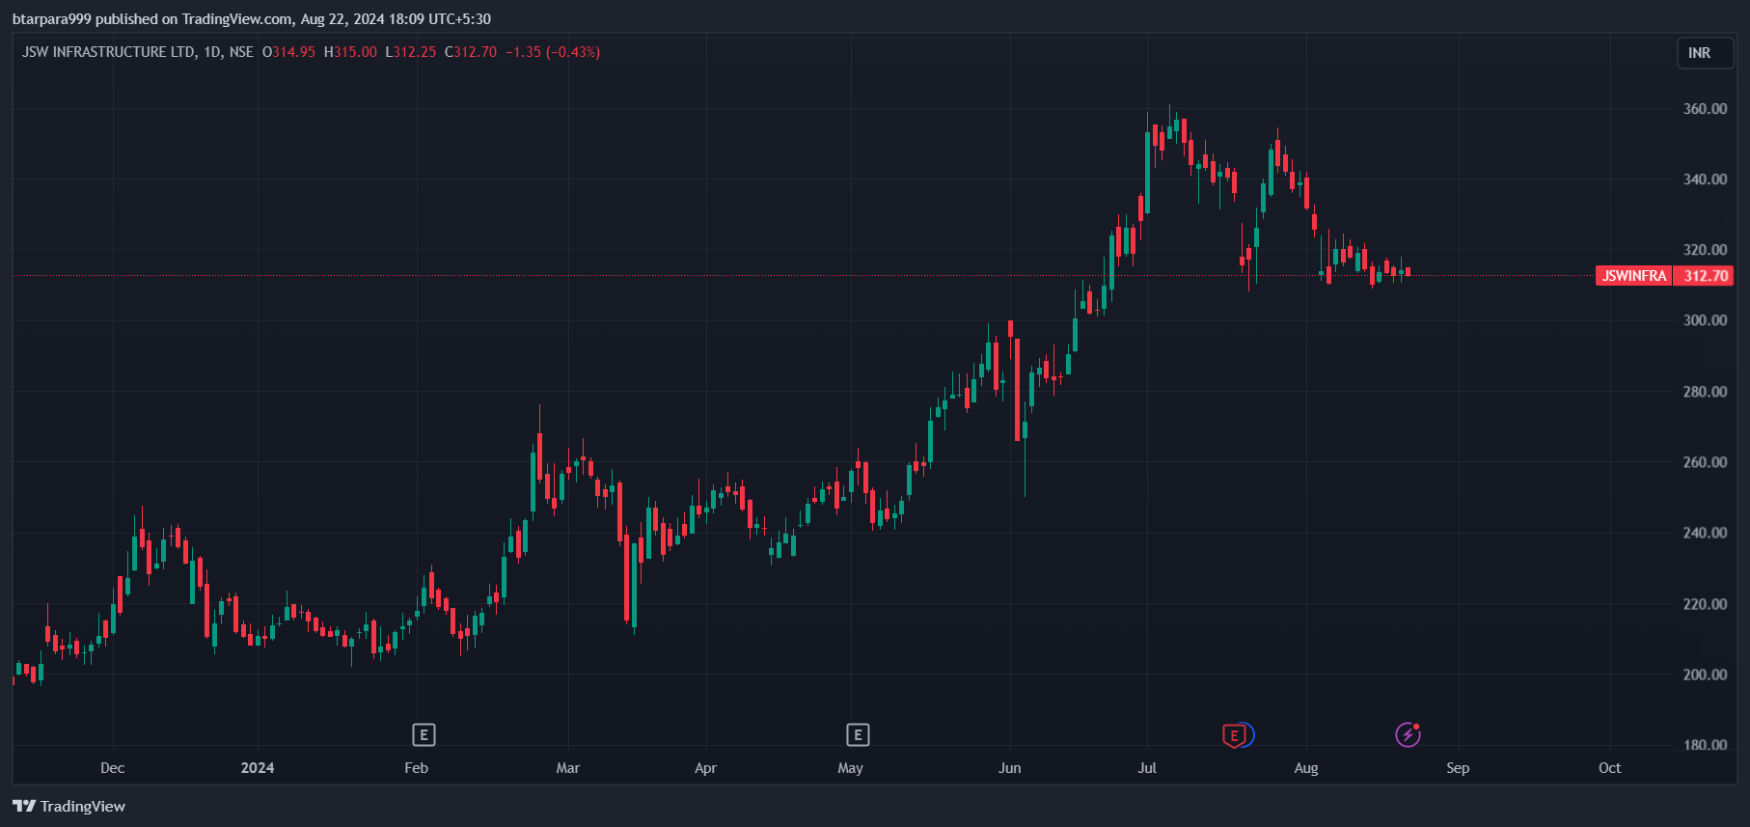 btarpara999 published on TradingView.com, Aug 22, 2024 18:09 UTC+5:30
JSW INFRASTRUCTURE LTD, 1D, NSE O314.95 H315.00 L312.25 C312.70 −1.35 (−0.43%)
INR
360.00
340.00
320.00
JSWINFRA 312.70
300.00
280.00
260.00
240.00
220.00
200.00
E E E
180.00
Dec 2024 Feb Mar Apr May Jun Jul Aug Sep Oct
TradingView